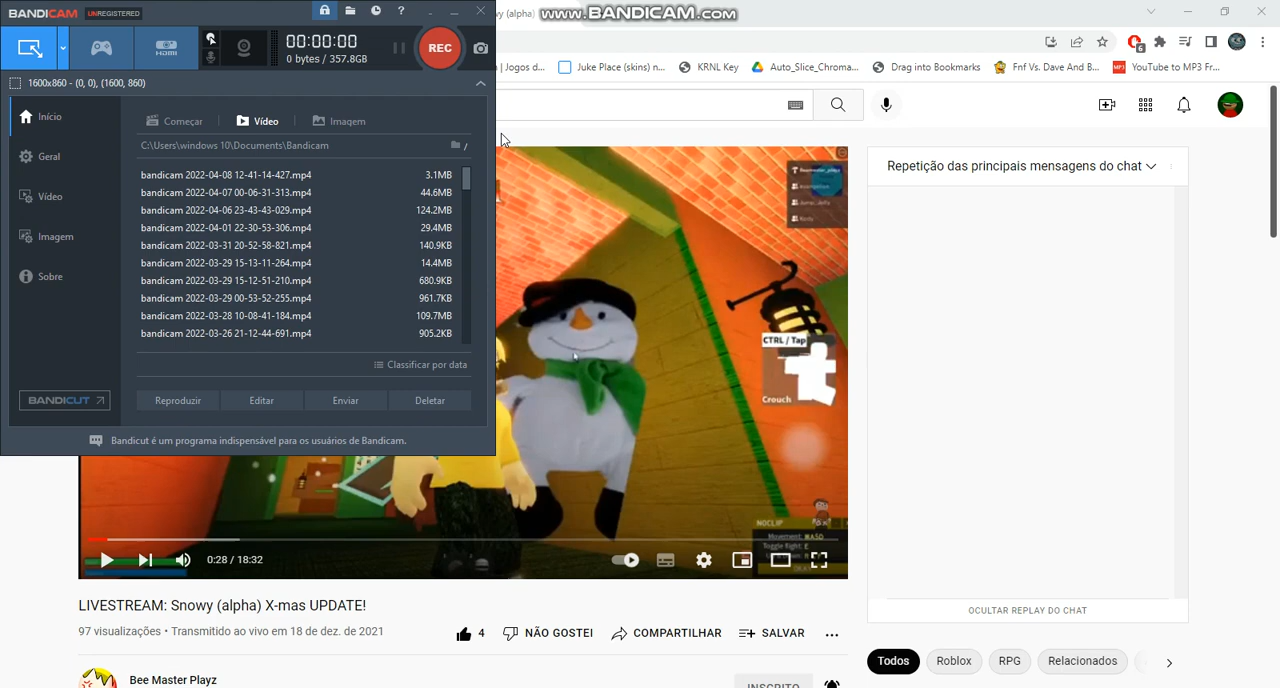 BANDICAM UNREGISTERED
?
vy (alpha)
www.BANDICAM.com
HDMI
00:00:00
0 bytes / 357.8GB
REC
1600x860 - (0, 0), (1600, 860)
| Jogos d...
Juke Place (skins) n...
KRNL Key
Auto_Slice_Chroma...
Drag into Bookmarks
Fnf Vs. Dave And B...
MP3 YouTube to MP3 Fr...
6
Início
Geral
Vídeo
Imagem
Sobre
Começar
Vídeo
Imagem
C:\Users\windows 10\Documents\Bandicam
bandicam 2022-04-08 12-41-14-427.mp4 3.1MB
bandicam 2022-04-07 00-06-31-313.mp4 44.6MB
bandicam 2022-04-06 23-43-43-029.mp4 124.2MB
bandicam 2022-04-01 22-30-53-306.mp4 29.4MB
bandicam 2022-03-31 20-52-58-821.mp4 140.9KB
bandicam 2022-03-29 15-13-11-264.mp4 14.4MB
bandicam 2022-03-29 15-12-51-210.mp4 680.9KB
bandicam 2022-03-29 00-53-52-255.mp4 961.7KB
bandicam 2022-03-28 10-08-41-184.mp4 109.7MB
bandicam 2022-03-26 21-12-44-691.mp4 905.2KB
Classificar por data
BANDICUT
Reproduzir
Editar
Enviar
Deletar
Bandicut é um programa indispensável para os usuários de Bandicam.
CTRL / Tap
Crouch
NOCLIP
Movement: WASD
0:28 / 18:32
Repetição das principais mensagens do chat
OCULTAR REPLAY DO CHAT
LIVESTREAM: Snowy (alpha) X-mas UPDATE!
97 visualizações • Transmitido ao vivo em 18 de dez. de 2021
4
NÃO GOSTEI
COMPARTILHAR
SALVAR
Bee Master Playz
INSCRITO
Todos
Roblox
RPG
Relacionados